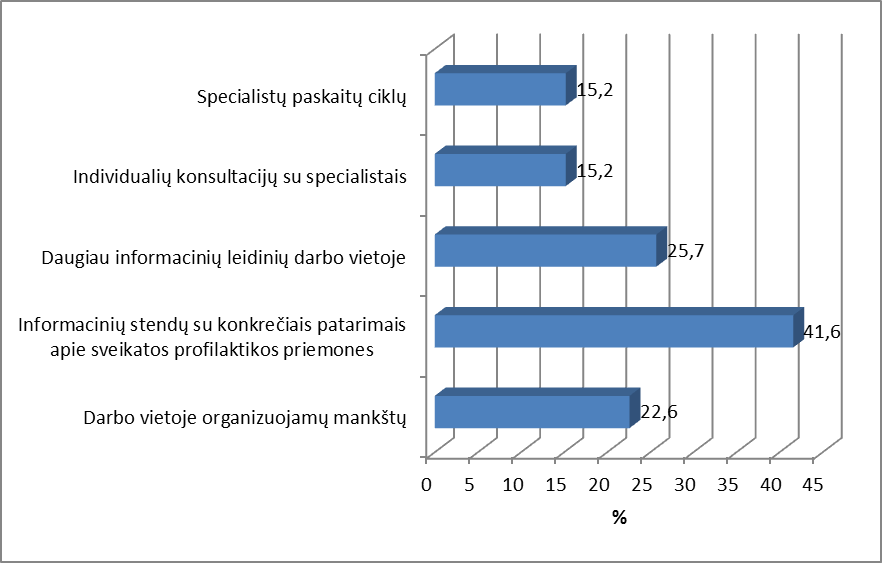 Specialistų paskaitų ciklų
15,2
Individualių konsultacijų su specialistais
15,2
Daugiau informacinių leidinių darbo vietoje
25,7
Informacinių stendų su konkrečiais patarimais
apie sveikatos profilaktikos priemones
41,6
Darbo vietoje organizuojamų mankštų
22,6
0 5 10 15 20 25 30 35 40 45
%